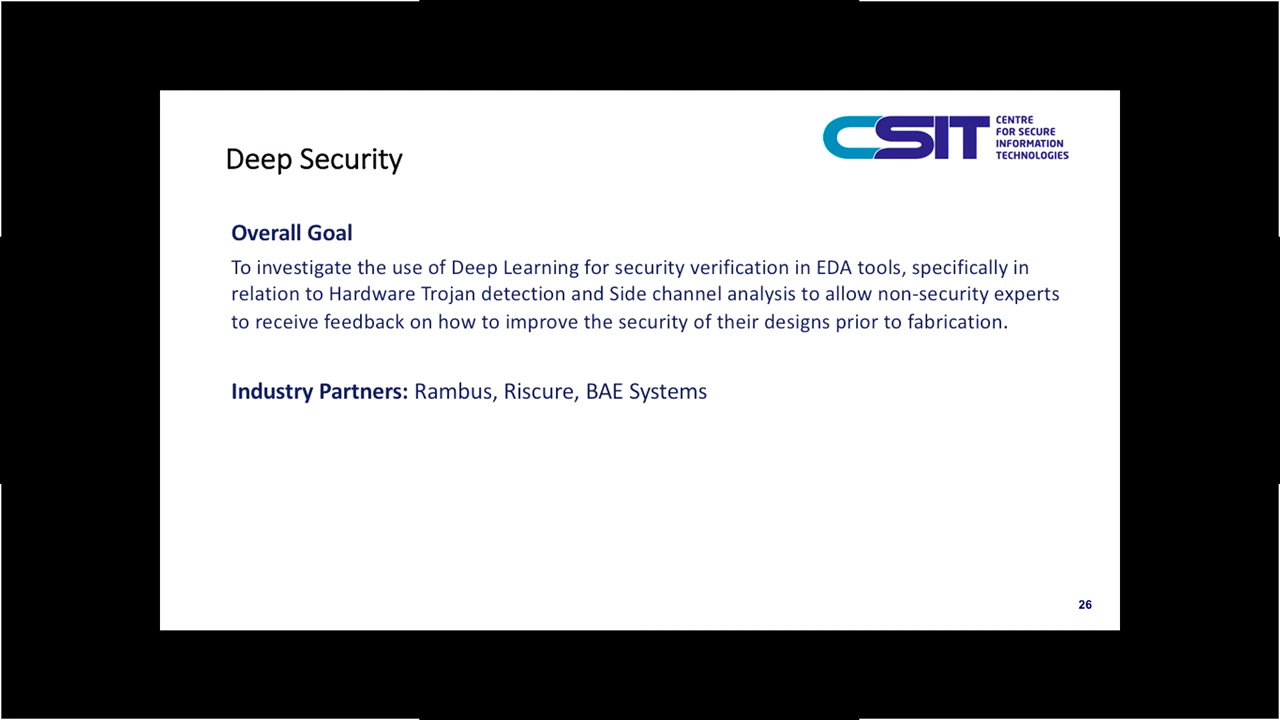 CSIT
CENTRE
FOR SECURE
INFORMATION
TECHNOLOGIES
Deep Security
Overall Goal
To investigate the use of Deep Learning for security verification in EDA tools, specifically in
relation to Hardware Trojan detection and Side channel analysis to allow non-security experts
to receive feedback on how to improve the security of their designs prior to fabrication.
Industry Partners: Rambus, Riscure, BAE Systems
26